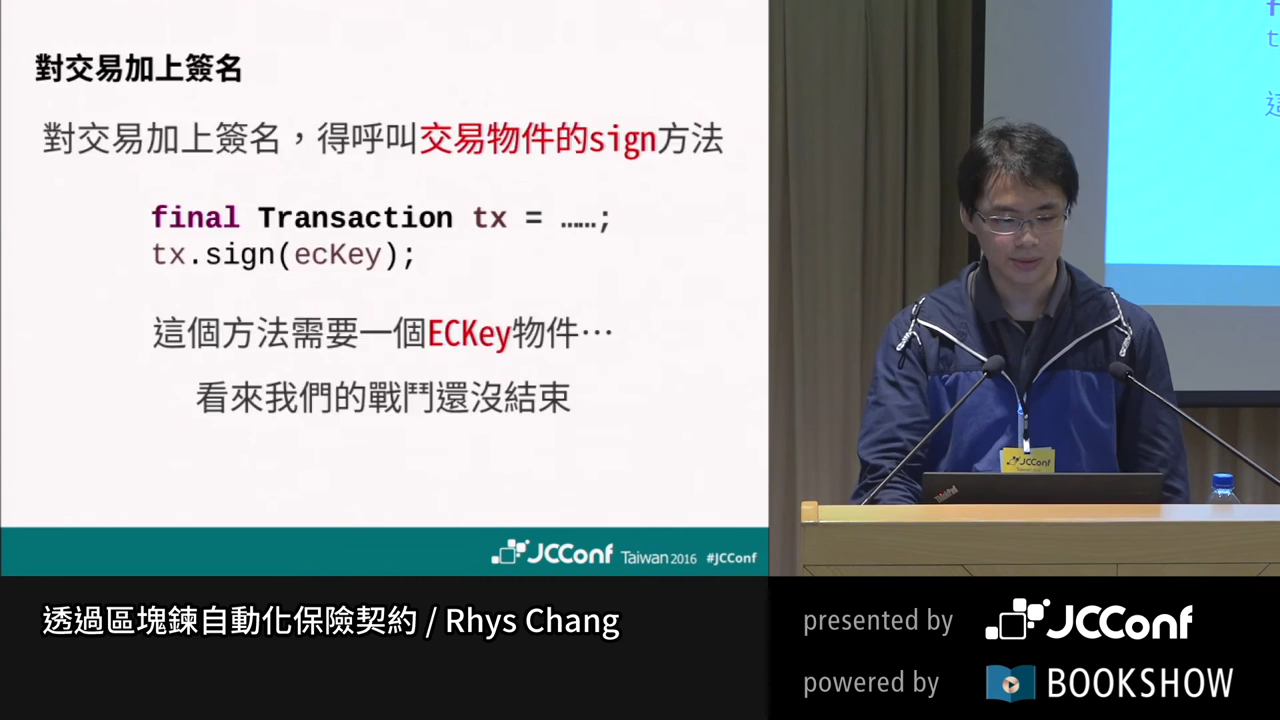 對交易加上簽名
對交易加上簽名，得呼叫交易物件的sign方法
final Transaction tx = ……;
tx.sign(ecKey);
這個方法需要一個ECKey物件…
看來我們的戰鬥還沒結束
JCConf Taiwan 2016 #JCConf
透過區塊鍊自動化保險契約 / Rhys Chang
presented by JCConf
powered by BOOKSHOW
JCConf
ThinkPad